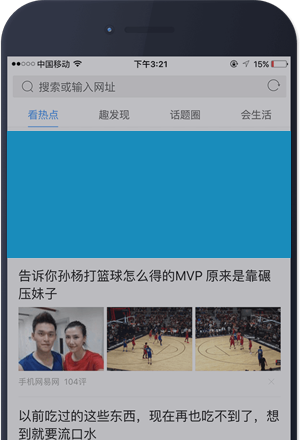 中国移动 下午3:21 15%
搜索或输入网址
看热点 趣发现 话题圈 会生活
告诉你孙杨打篮球怎么得的MVP 原来是靠碾
压妹子
手机网易网 104评
以前吃过的这些东西，现在再也吃不到了，想
到就要流口水